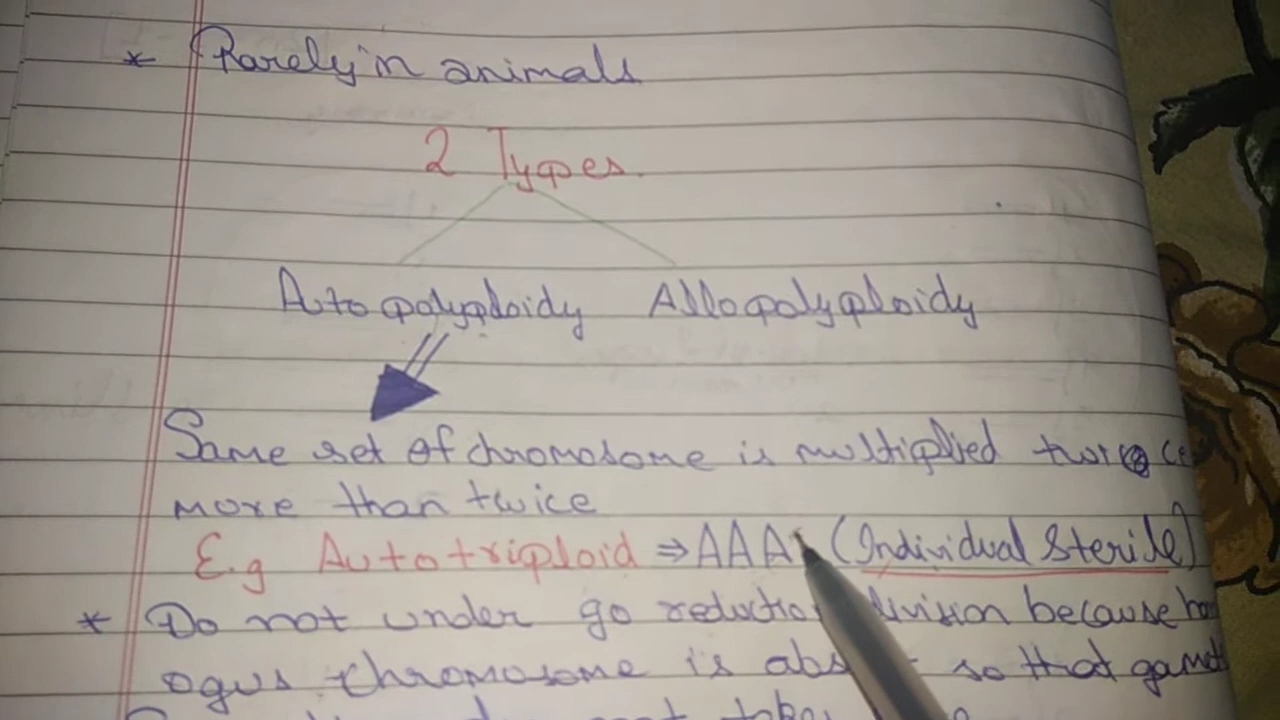 * Rarely in animals
2 Types.
Autopolyploidy Allopolyploidy
Same set of chromosome is multiplied twice
more than twice
E.g Autotriploid ⇒ AAA (Individual Sterile)
* Do not under go reduction division because
ogus chromosome is so that